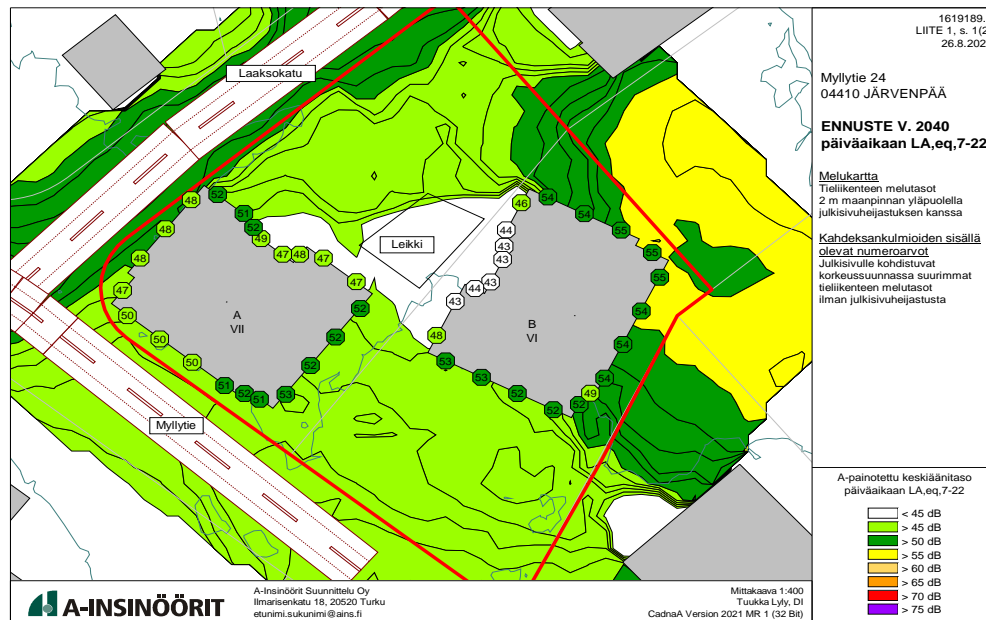 1619189.
LIITE 1, s. 1(2
26.8.202
Myllytie 24
04410 JÄRVENPÄÄ
ENNUSTE V. 2040
päiväaikaan LA,eq,7-22
Melukartta
Tieliikenteen melutasot
2 m maanpinnan yläpuolella
julkisivuheijastuksen kanssa
Kahdeksankulmioiden sisällä
olevat numeroarvot
Julkisivulle kohdistuvat
korkeussuunnassa suurimmat
tieliikenteen melutasot
ilman julkisivuheijastusta
Laaksokatu
Leikki
Myllytie
A
VII
B
VI
48
52
51
52
49
47
48
47
47
52
52
52
53
51
52
51
50
50
50
47
48
48
46
54
54
55
55
55
54
54
54
49
52
52
52
53
53
48
43
44
43
43
43
44
A-painotettu keskiäänitaso
päiväaikaan LA,eq,7-22
< 45 dB
> 45 dB
> 50 dB
> 55 dB
> 60 dB
> 65 dB
> 70 dB
> 75 dB
A-INSINÖÖRIT
A-Insinöörit Suunnittelu Oy
Ilmarisenkatu 18, 20520 Turku
etunimi.sukunimi@ains.fi
Mittakaava 1:400
Tuukka Lyly, DI
CadnaA Version 2021 MR 1 (32 Bit)